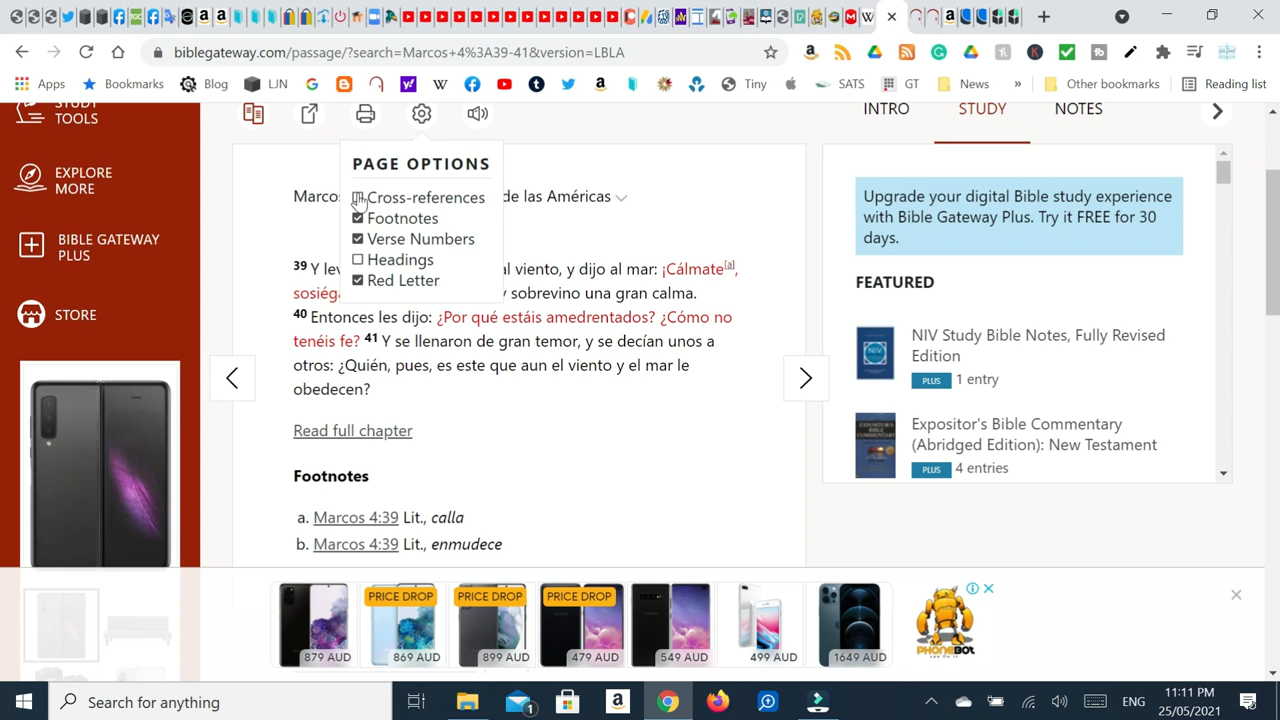 biblegateway.com/passage/?search=Marcos+4%3A39-41&version=LBLA
Apps
Bookmarks
Blog
LJN
Tiny
SATS
GT
News
»
Other bookmarks
Reading list
STUDY
TOOLS
EXPLORE
MORE
BIBLE GATEWAY
PLUS
STORE
PAGE OPTIONS
Cross-references
Footnotes
Verse Numbers
Headings
Red Letter
Marcos de las Américas
39 Y lev al viento, y dijo al mar: ¡Cálmate[a],
sosiég y sobrevino una gran calma.
40 Entonces les dijo: ¿Por qué estáis amedrentados? ¿Cómo no
tenéis fe? 41 Y se llenaron de gran temor, y se decían unos a
otros: ¿Quién, pues, es este que aun el viento y el mar le
obedecen?
Read full chapter
Footnotes
a. Marcos 4:39 Lit., calla
b. Marcos 4:39 Lit., enmudece
INTRO
STUDY
NOTES
Upgrade your digital Bible study experience
with Bible Gateway Plus. Try it FREE for 30
days.
FEATURED
NIV Study Bible Notes, Fully Revised
Edition
PLUS 1 entry
Expositor's Bible Commentary
(Abridged Edition): New Testament
PLUS 4 entries
PRICE DROP
PRICE DROP
PRICE DROP
879 AUD
869 AUD
899 AUD
479 AUD
549 AUD
499 AUD
1649 AUD
PHONEBOT
Search for anything
1
ENG
11:11 PM
25/05/2021